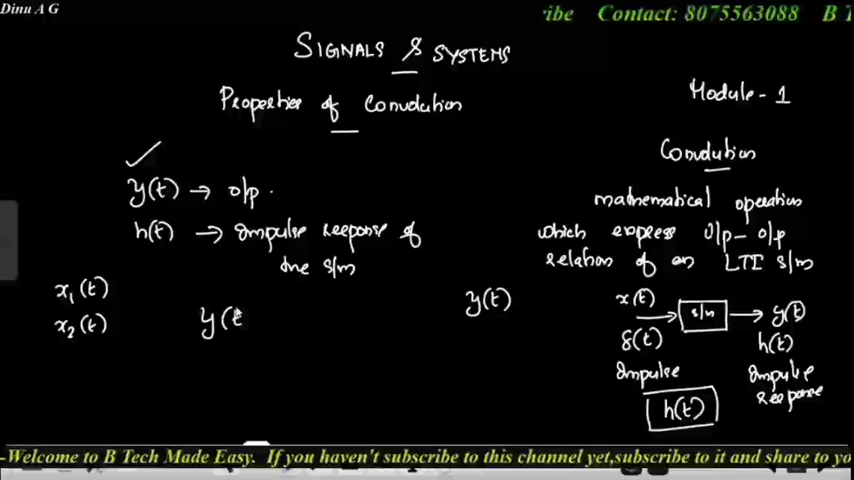 Dinu A G
ibe Contact: 8075563088 B T
SIGNALS & SYSTEMS
Properties of Convolution
Module - 1
y(t) → o/p.
h(t) → Impulse Response of
the s/m
x₁(t)
x₂(t)
y(t
y(t)
Convolution
mathematical operation
which express I/p - o/p
relation of an LTI s/m
x(t) → s/m → y(t)
δ(t) h(t)
Impulse Impulse
response
h(t)
-Welcome to B Tech Made Easy. If you haven't subscribe to this channel yet,subscribe to it and share to yo